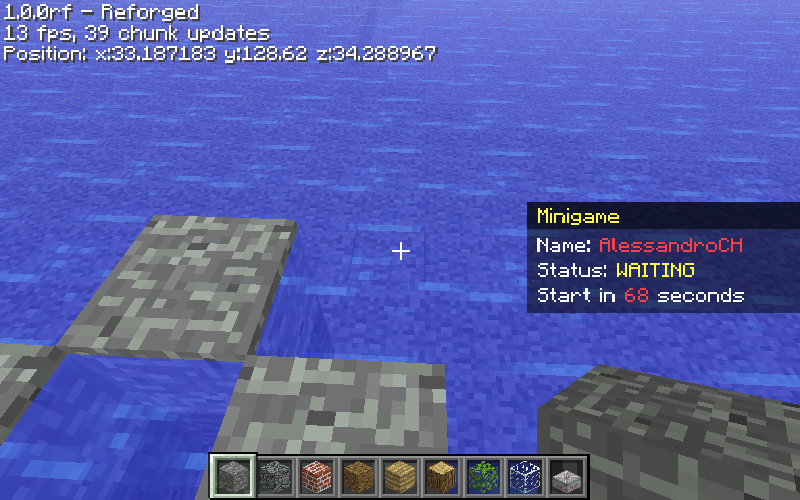 1.0.0rf - Reforged
13 fps, 39 chunk updates
Position: x:33.187183 y:128.62 z:34.288967
Minigame
Name: AlessandroCH
Status: WAITING
Start in 68 seconds